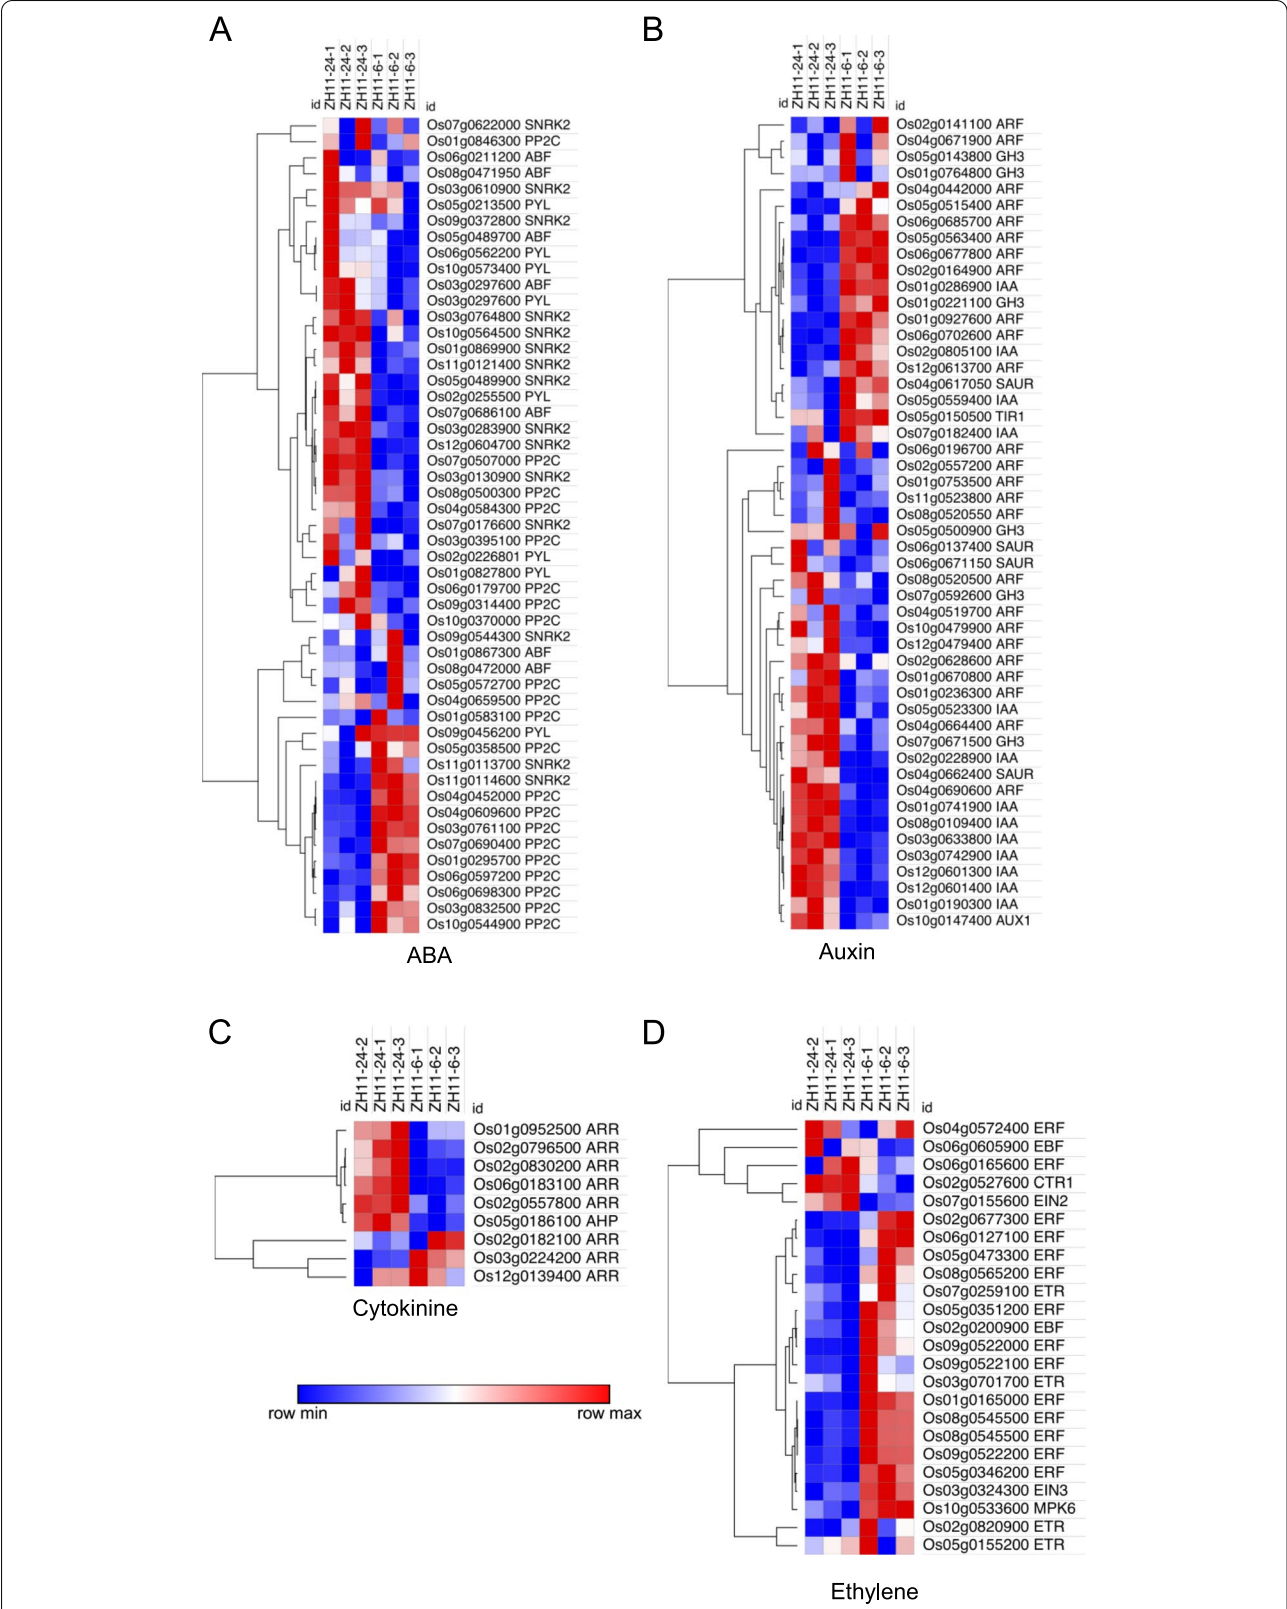 A
ZH11-24-1
ZH11-24-2
ZH11-24-3
ZH11-6-1
ZH11-6-2
ZH11-6-3
id
id
Os07g0622000 SNRK2
Os01g0846300 PP2C
Os06g0211200 ABF
Os08g0471950 ABF
Os03g0610900 SNRK2
Os05g0213500 PYL
Os09g0372800 SNRK2
Os05g0489700 ABF
Os06g0562200 PYL
Os10g0573400 PYL
Os03g0297600 ABF
Os03g0297600 PYL
Os03g0764800 SNRK2
Os10g0564500 SNRK2
Os01g0869900 SNRK2
Os11g0121400 SNRK2
Os05g0489900 SNRK2
Os02g0255500 PYL
Os07g0686100 ABF
Os03g0283900 SNRK2
Os12g0604700 SNRK2
Os07g0507000 PP2C
Os03g0130900 SNRK2
Os08g0500300 PP2C
Os04g0584300 PP2C
Os07g0176600 SNRK2
Os03g0395100 PP2C
Os02g0226801 PYL
Os01g0827800 PYL
Os06g0179700 PP2C
Os09g0314400 PP2C
Os10g0370000 PP2C
Os09g0544300 SNRK2
Os01g0867300 ABF
Os08g0472000 ABF
Os05g0572700 PP2C
Os04g0659500 PP2C
Os01g0583100 PP2C
Os09g0456200 PYL
Os05g0358500 PP2C
Os11g0113700 SNRK2
Os11g0114600 SNRK2
Os04g0452000 PP2C
Os04g0609600 PP2C
Os03g0761100 PP2C
Os07g0690400 PP2C
Os01g0295700 PP2C
Os06g0597200 PP2C
Os06g0698300 PP2C
Os03g0832500 PP2C
Os10g0544900 PP2C
ABA
B
ZH11-24-1
ZH11-24-2
ZH11-24-3
ZH11-6-1
ZH11-6-2
ZH11-6-3
id
id
Os02g0141100 ARF
Os04g0671900 ARF
Os05g0143800 GH3
Os01g0764800 GH3
Os04g0442000 ARF
Os05g0515400 ARF
Os06g0685700 ARF
Os05g0563400 ARF
Os06g0677800 ARF
Os02g0164900 ARF
Os01g0286900 IAA
Os01g0221100 GH3
Os01g0927600 ARF
Os06g0702600 ARF
Os02g0805100 IAA
Os12g0613700 ARF
Os04g0617050 SAUR
Os05g0559400 IAA
Os05g0150500 TIR1
Os07g0182400 IAA
Os06g0196700 ARF
Os02g0557200 ARF
Os01g0753500 ARF
Os11g0523800 ARF
Os08g0520550 ARF
Os05g0500900 GH3
Os06g0137400 SAUR
Os06g0671150 SAUR
Os08g0520500 ARF
Os07g0592600 GH3
Os04g0519700 ARF
Os10g0479900 ARF
Os12g0479400 ARF
Os02g0628600 ARF
Os01g0670800 ARF
Os01g0236300 ARF
Os05g0523300 IAA
Os04g0664400 ARF
Os07g0671500 GH3
Os02g0228900 IAA
Os04g0662400 SAUR
Os04g0690600 ARF
Os01g0741900 IAA
Os08g0109400 IAA
Os03g0633800 IAA
Os03g0742900 IAA
Os12g0601300 IAA
Os12g0601400 IAA
Os01g0190300 IAA
Os10g0147400 AUX1
Auxin
C
ZH11-24-2
ZH11-24-1
ZH11-24-3
ZH11-6-1
ZH11-6-2
ZH11-6-3
id
id
Os01g0952500 ARR
Os02g0796500 ARR
Os02g0830200 ARR
Os06g0183100 ARR
Os02g0557800 ARR
Os05g0186100 AHP
Os02g0182100 ARR
Os03g0224200 ARR
Os12g0139400 ARR
Cytokinine
row min
row max
D
ZH11-24-2
ZH11-24-1
ZH11-24-3
ZH11-6-1
ZH11-6-2
ZH11-6-3
id
id
Os04g0572400 ERF
Os06g0605900 EBF
Os06g0165600 ERF
Os02g0527600 CTR1
Os07g0155600 EIN2
Os02g0677300 ERF
Os06g0127100 ERF
Os05g0473300 ERF
Os08g0565200 ERF
Os07g0259100 ETR
Os05g0351200 ERF
Os02g0200900 EBF
Os09g0522000 ERF
Os09g0522100 ERF
Os03g0701700 ETR
Os01g0165000 ERF
Os08g0545500 ERF
Os08g0545500 ERF
Os09g0522200 ERF
Os05g0346200 ERF
Os03g0324300 EIN3
Os10g0533600 MPK6
Os02g0820900 ETR
Os05g0155200 ETR
Ethylene